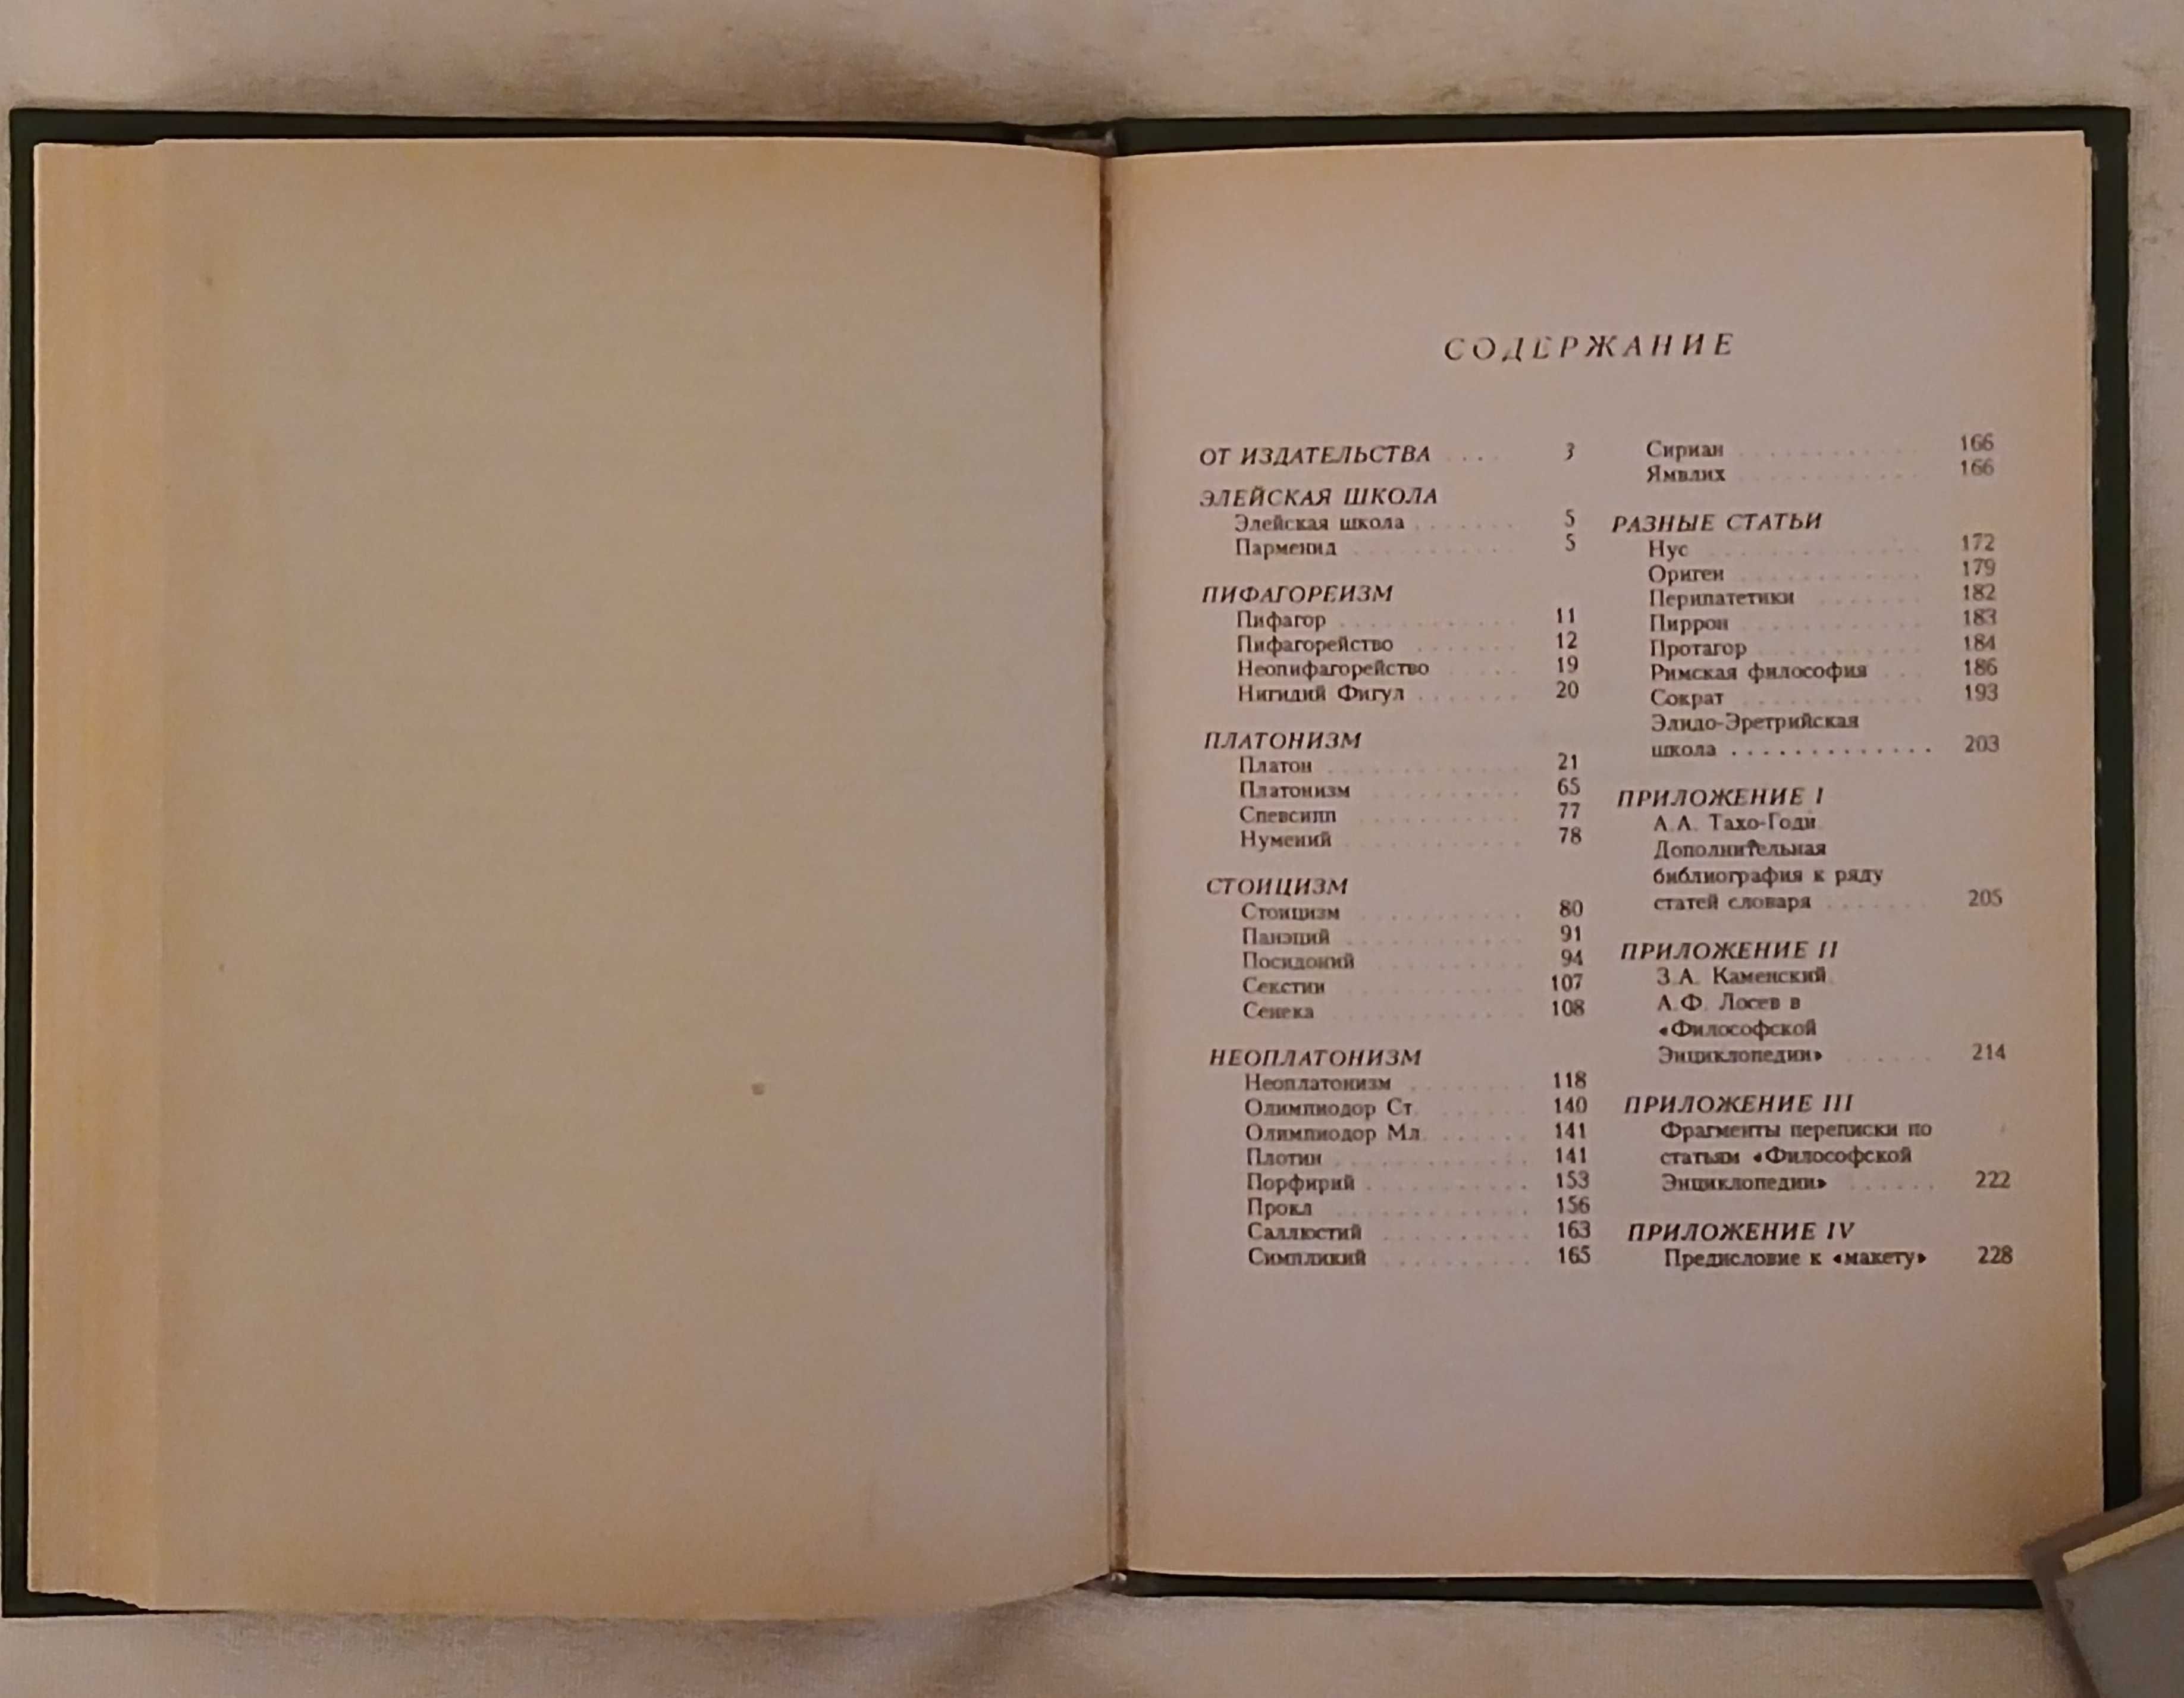 СОДЕРЖАНИЕ
ОТ ИЗДАТЕЛЬСТВА . . . . 3
ЭЛЕЙСКАЯ ШКОЛА
Элейская школа . . . . . . . 5
Парменид . . . . . . . . . . 5
ПИФАГОРЕИЗМ
Пифагор . . . . . . . . . . 11
Пифагорейство . . . . . . . 12
Неопифагорейство . . . . 19
Нигидий Фигул . . . . . . . 20
ПЛАТОНИЗМ
Платон . . . . . . . . . . . 21
Платонизм . . . . . . . . . 65
Спевсипп . . . . . . . . . . 77
Нумений . . . . . . . . . . 78
СТОИЦИЗМ
Стоицизм . . . . . . . . . . 80
Панэций . . . . . . . . . . 91
Посидоний . . . . . . . . . 94
Секстии . . . . . . . . . . 107
Сенека . . . . . . . . . . . 108
НЕОПЛАТОНИЗМ
Неоплатонизм . . . . . . . . 118
Олимпиодор Ст. . . . . . . 140
Олимпиодор Мл. . . . . . . 141
Плотин . . . . . . . . . . . 141
Порфирий . . . . . . . . . . 153
Прокл . . . . . . . . . . . 156
Саллюстий . . . . . . . . . 163
Симпликий . . . . . . . . . 165
Сириан . . . . . . . . . . . 166
Ямвлих . . . . . . . . . . . 166
РАЗНЫЕ СТАТЬИ
Нус . . . . . . . . . . . . 172
Ориген . . . . . . . . . . . 179
Перипатетики . . . . . . . 182
Пиррон . . . . . . . . . . . 183
Протагор . . . . . . . . . . 184
Римская философия . . . 186
Сократ . . . . . . . . . . . 193
Элидо-Эретрийская
школа . . . . . . . . . . . . . 203
ПРИЛОЖЕНИЕ I
А.А. Тахо-Годи.
Дополнительная
библиография к ряду
статей словаря . . . . . . . 205
ПРИЛОЖЕНИЕ II
З.А. Каменский.
А.Ф. Лосев в
«Философской
Энциклопедии» . . . . . . 214
ПРИЛОЖЕНИЕ III
Фрагменты переписки по
статьям «Философской
Энциклопедии» . . . . . . 222
ПРИЛОЖЕНИЕ IV
Предисловие к «макету» 228